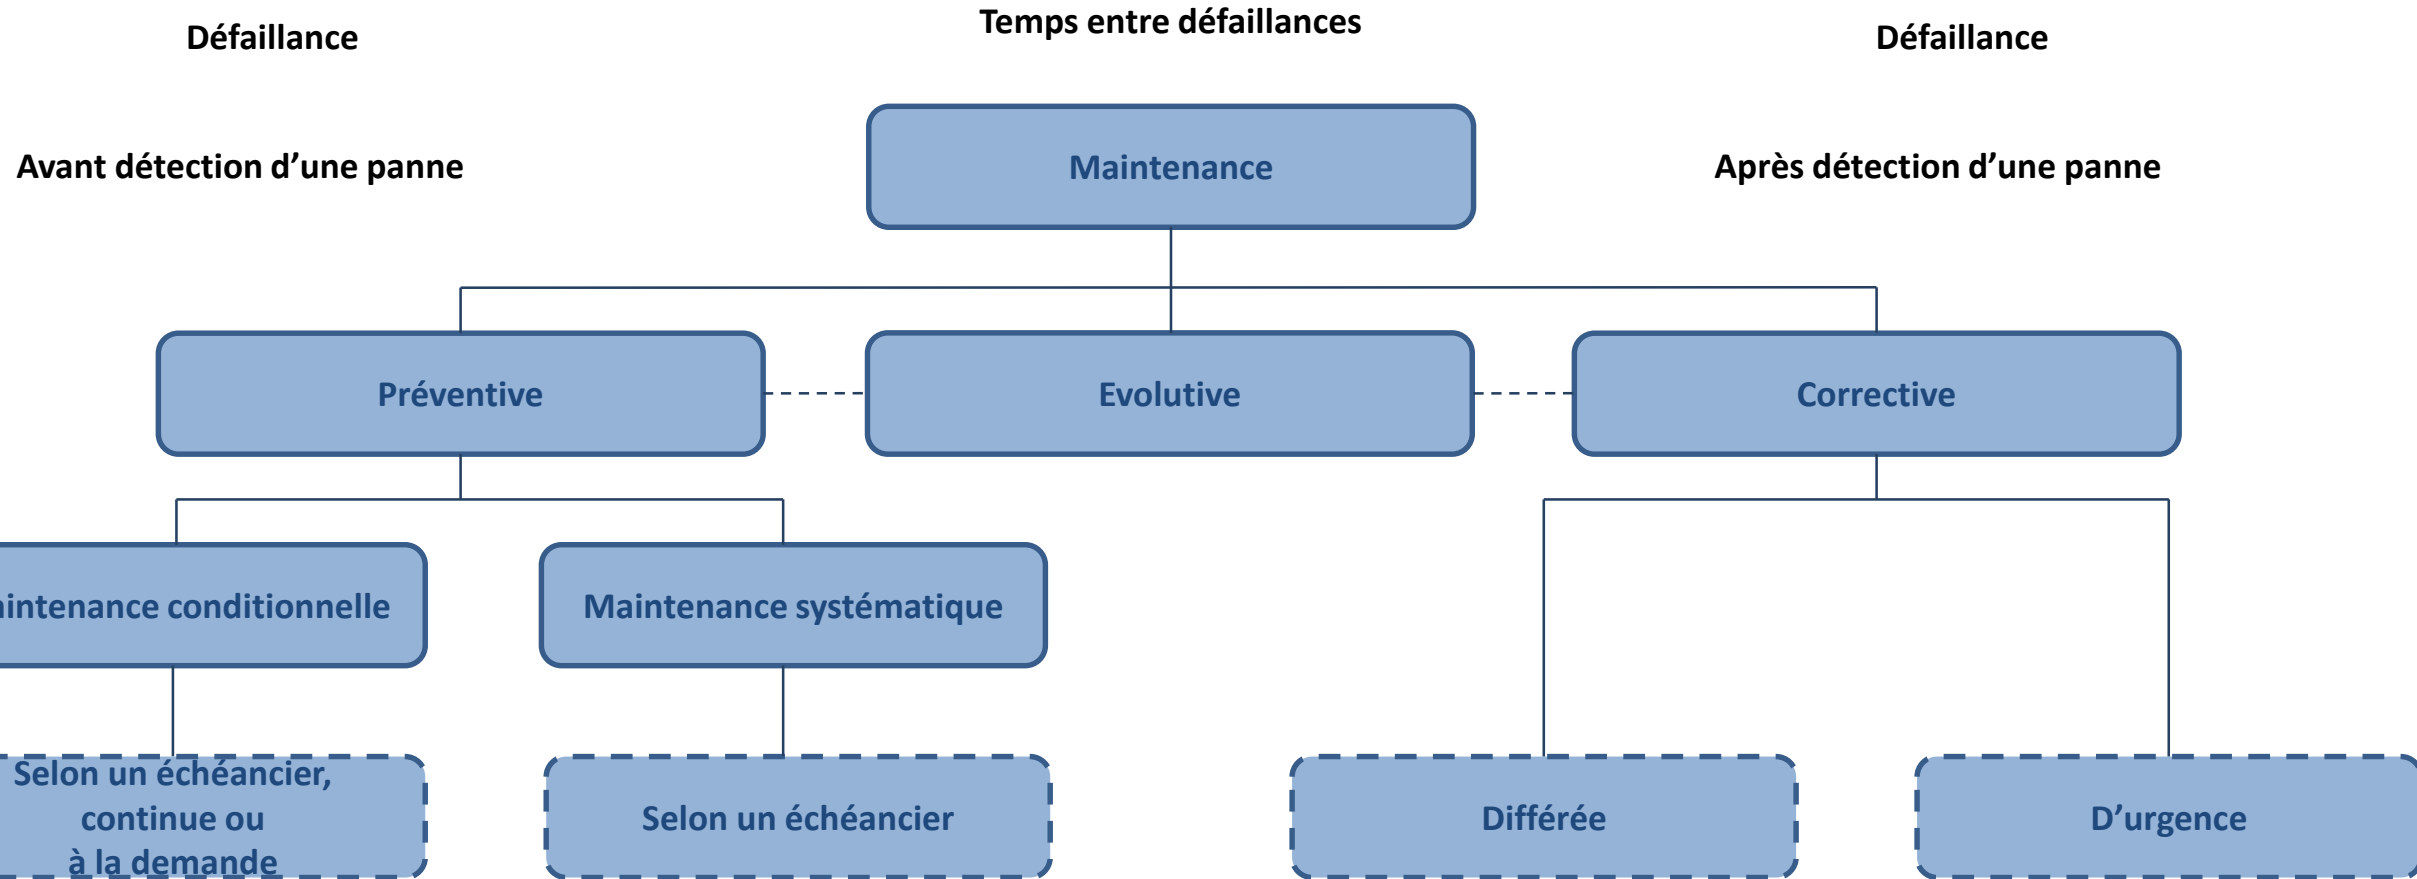 Défaillance
Temps entre défaillances
Défaillance
Avant détection d’une panne
Maintenance
Après détection d’une panne
Préventive
Evolutive
Corrective
intenance conditionnelle
Maintenance systématique
Selon un échéancier,
continue ou
à la demande
Selon un échéancier
Différée
D’urgence